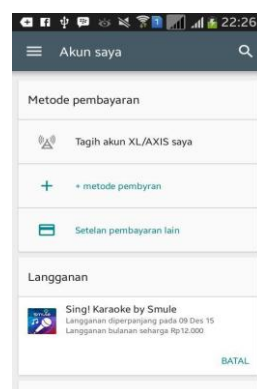 22:26
Akun saya
Metode pembayaran
Tagih akun XL/AXIS saya
+ metode pembyran
Setelan pembayaran lain
Langganan
Sing! Karaoke by Smule
Langganan diperpanjang pada 09 Des 15
Langganan bulanan seharga Rp12.000
BATAL